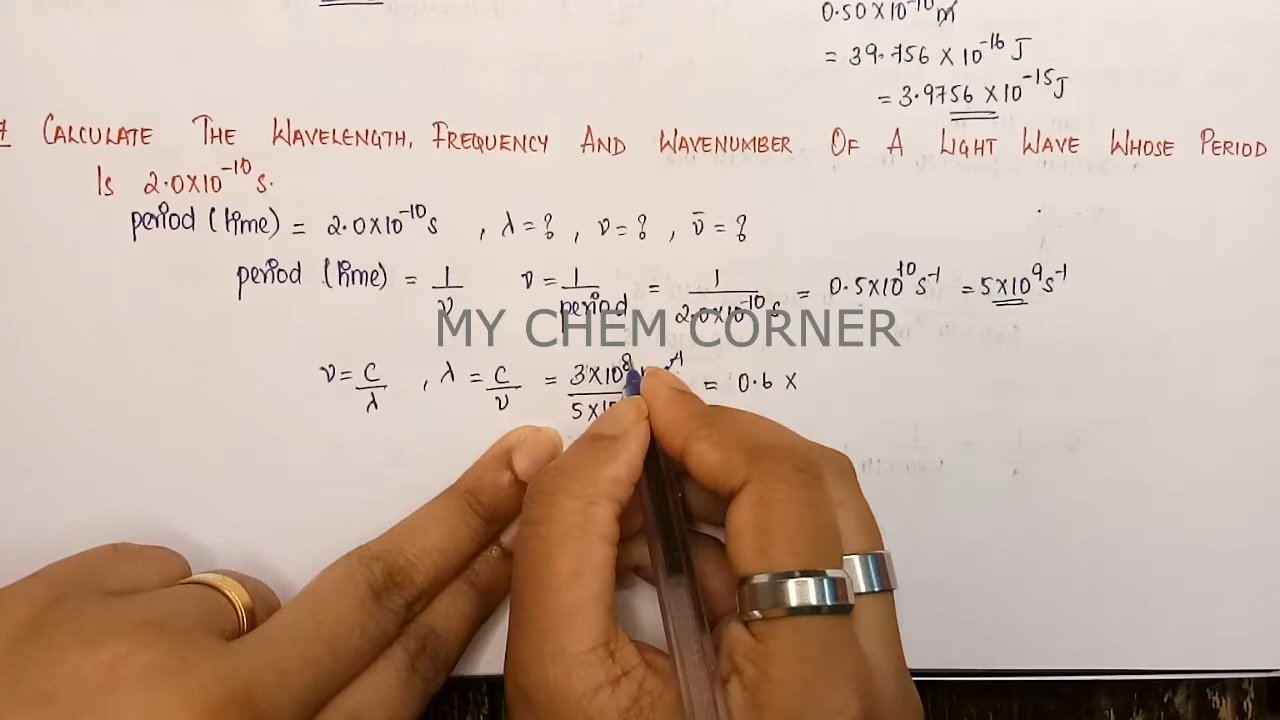 0.50 X 10⁻¹⁰ m
= 39.756 X 10⁻¹⁶ J
= 3.9756 X 10⁻¹⁵ J
7 CALCULATE THE WAVELENGTH, FREQUENCY AND WAVENUMBER OF A LIGHT WAVE WHOSE PERIOD
IS 2.0X10⁻¹⁰ s.
period (time) = 2.0X10⁻¹⁰ s , λ = ? , ν = ? , ν̄ = ?
period (time) = 1/ν ν = 1/period = 1/2.0X10⁻¹⁰ s = 0.5X10¹⁰ s⁻¹ = 5X10⁹ s⁻¹
MY CHEM CORNER
ν = C/λ , λ = C/ν = 3X10⁸ / 5X10 = 0.6 X